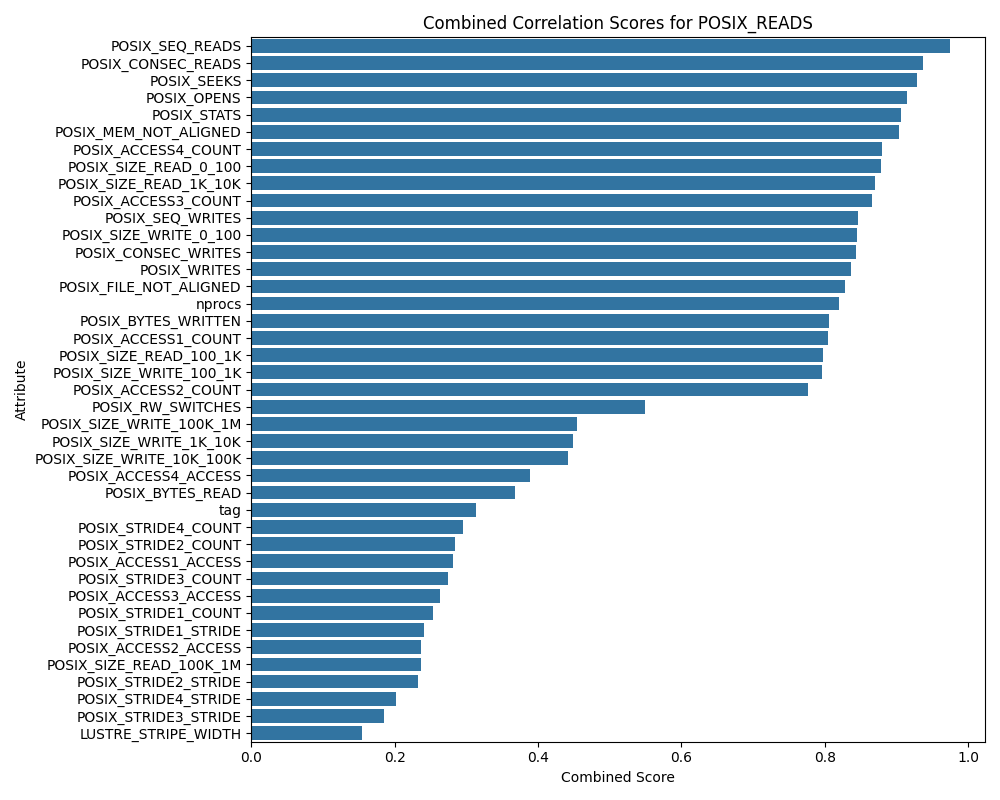 Combined Correlation Scores for POSIX_READS
POSIX_SEQ_READS
POSIX_CONSEC_READS
POSIX_SEEKS
POSIX_OPENS
POSIX_STATS
POSIX_MEM_NOT_ALIGNED
POSIX_ACCESS4_COUNT
POSIX_SIZE_READ_0_100
POSIX_SIZE_READ_1K_10K
POSIX_ACCESS3_COUNT
POSIX_SEQ_WRITES
POSIX_SIZE_WRITE_0_100
POSIX_CONSEC_WRITES
POSIX_WRITES
POSIX_FILE_NOT_ALIGNED
nprocs
POSIX_BYTES_WRITTEN
POSIX_ACCESS1_COUNT
POSIX_SIZE_READ_100_1K
POSIX_SIZE_WRITE_100_1K
POSIX_ACCESS2_COUNT
POSIX_RW_SWITCHES
POSIX_SIZE_WRITE_100K_1M
POSIX_SIZE_WRITE_1K_10K
POSIX_SIZE_WRITE_10K_100K
POSIX_ACCESS4_ACCESS
POSIX_BYTES_READ
tag
POSIX_STRIDE4_COUNT
POSIX_STRIDE2_COUNT
POSIX_ACCESS1_ACCESS
POSIX_STRIDE3_COUNT
POSIX_ACCESS3_ACCESS
POSIX_STRIDE1_COUNT
POSIX_STRIDE1_STRIDE
POSIX_ACCESS2_ACCESS
POSIX_SIZE_READ_100K_1M
POSIX_STRIDE2_STRIDE
POSIX_STRIDE4_STRIDE
POSIX_STRIDE3_STRIDE
LUSTRE_STRIPE_WIDTH
Attribute
0.0 0.2 0.4 0.6 0.8 1.0
Combined Score